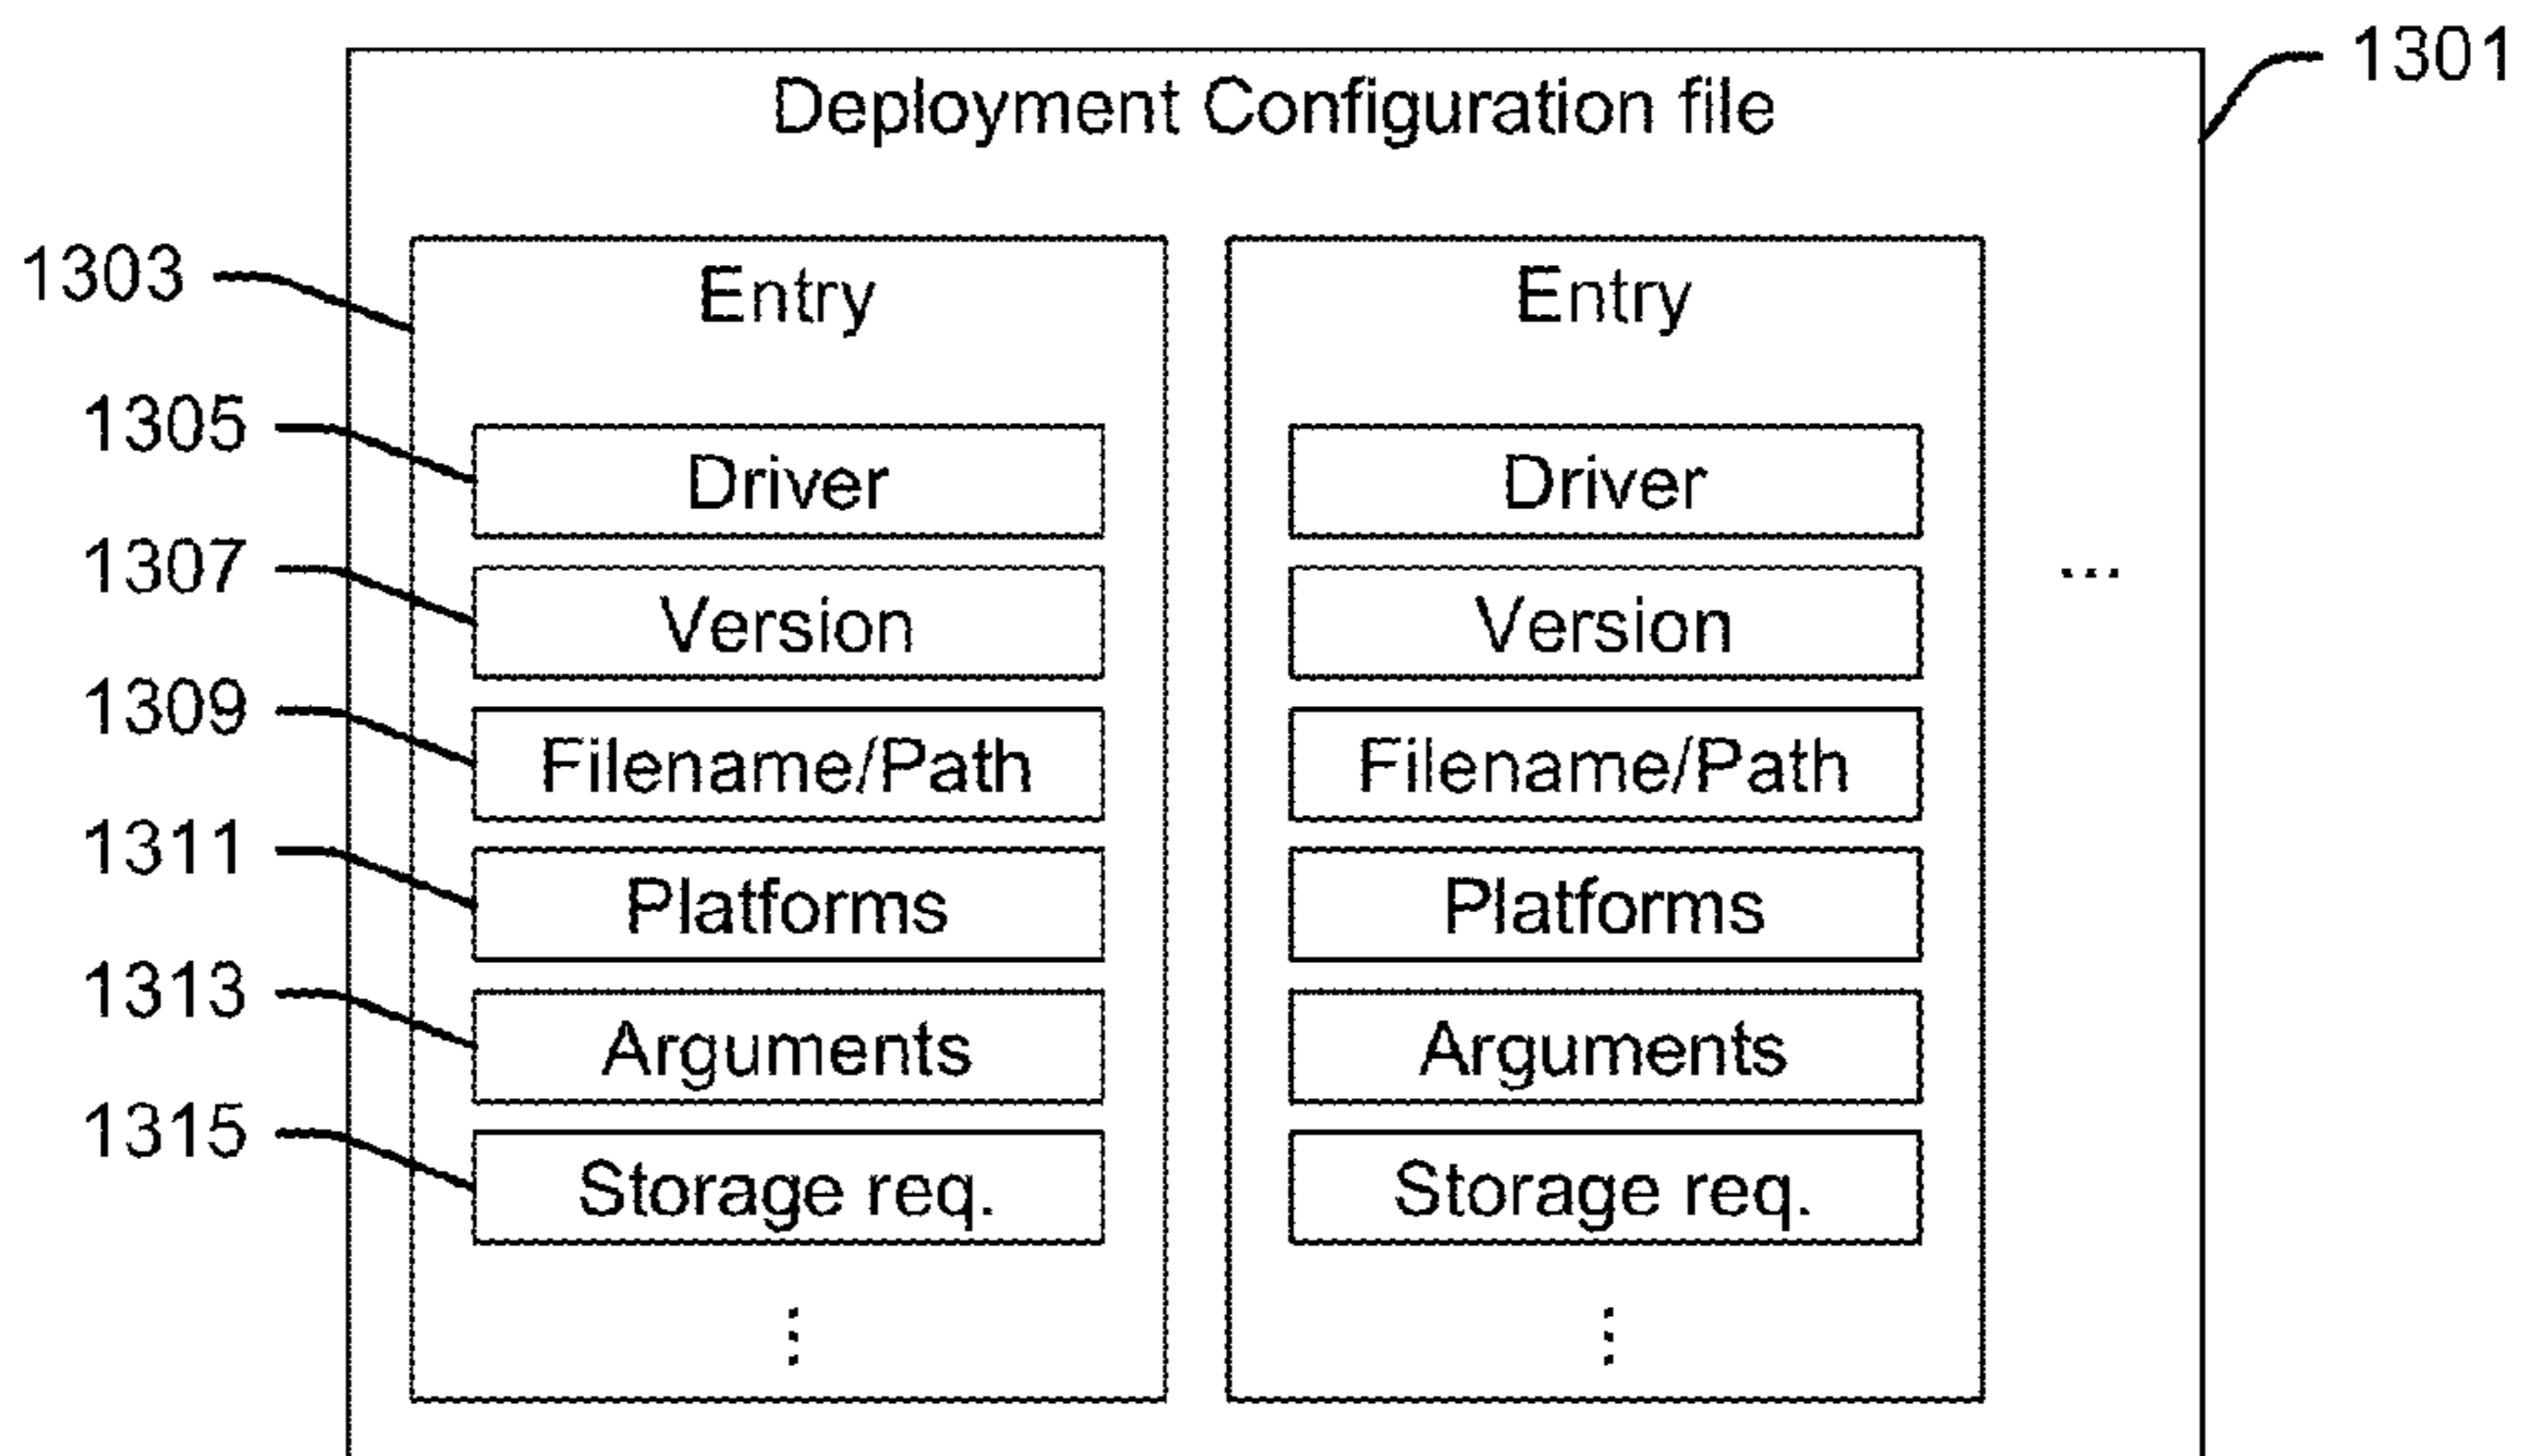 1301
Deployment Configuration file
1303
Entry
Entry
1305
Driver
Driver
1307
Version
Version
...
1309
Filename/Path
Filename/Path
1311
Platforms
Platforms
1313
Arguments
Arguments
1315
Storage req.
Storage req.
⋮
⋮